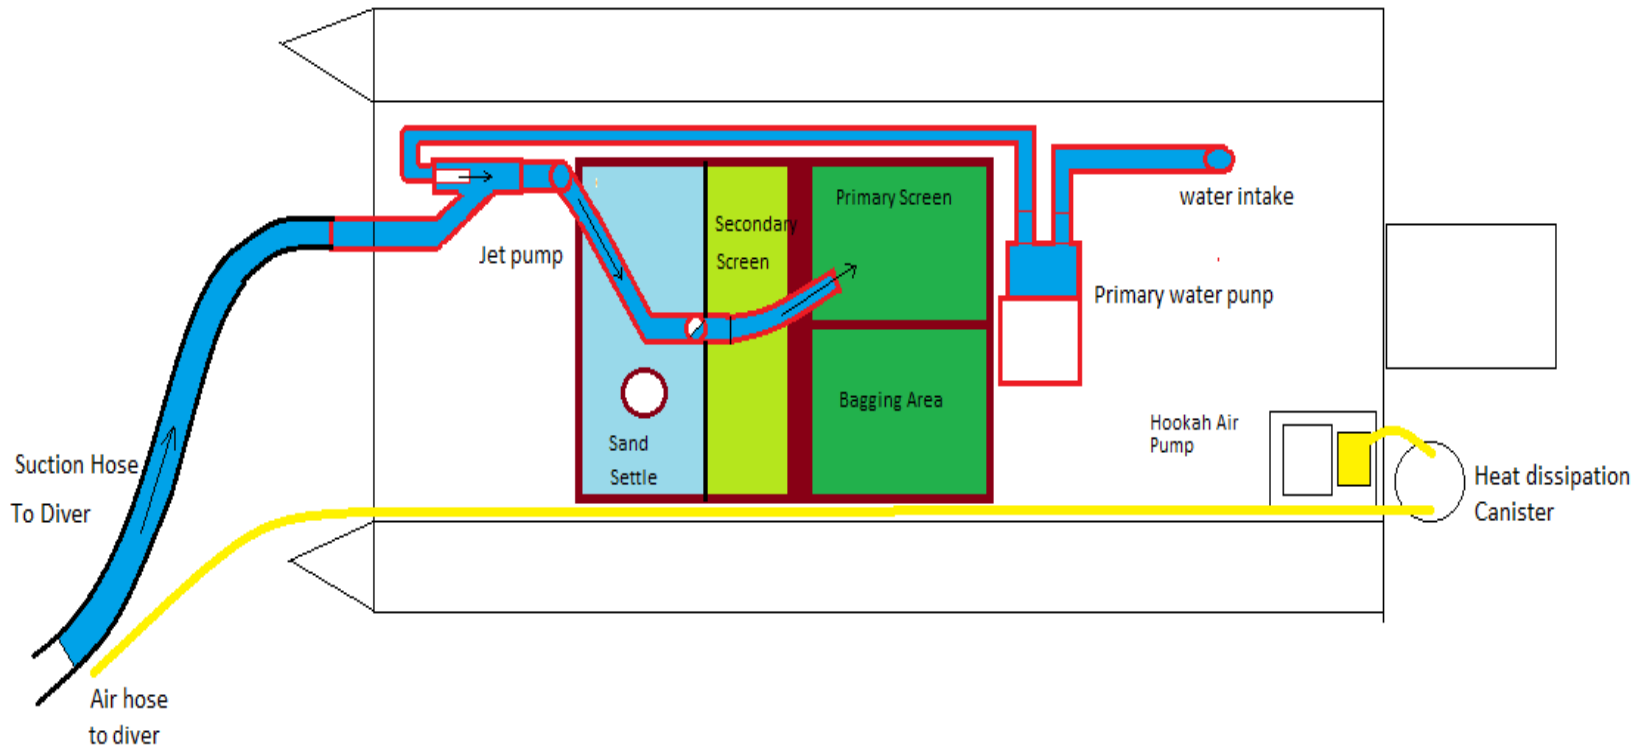 Primary Screen
water intake
Secondary
Screen
Jet pump
Primary water punp
Bagging Area
Hookah Air
Pump
Sand
Settle
Suction Hose
To Diver
Heat dissipation
Canister
Air hose
to diver